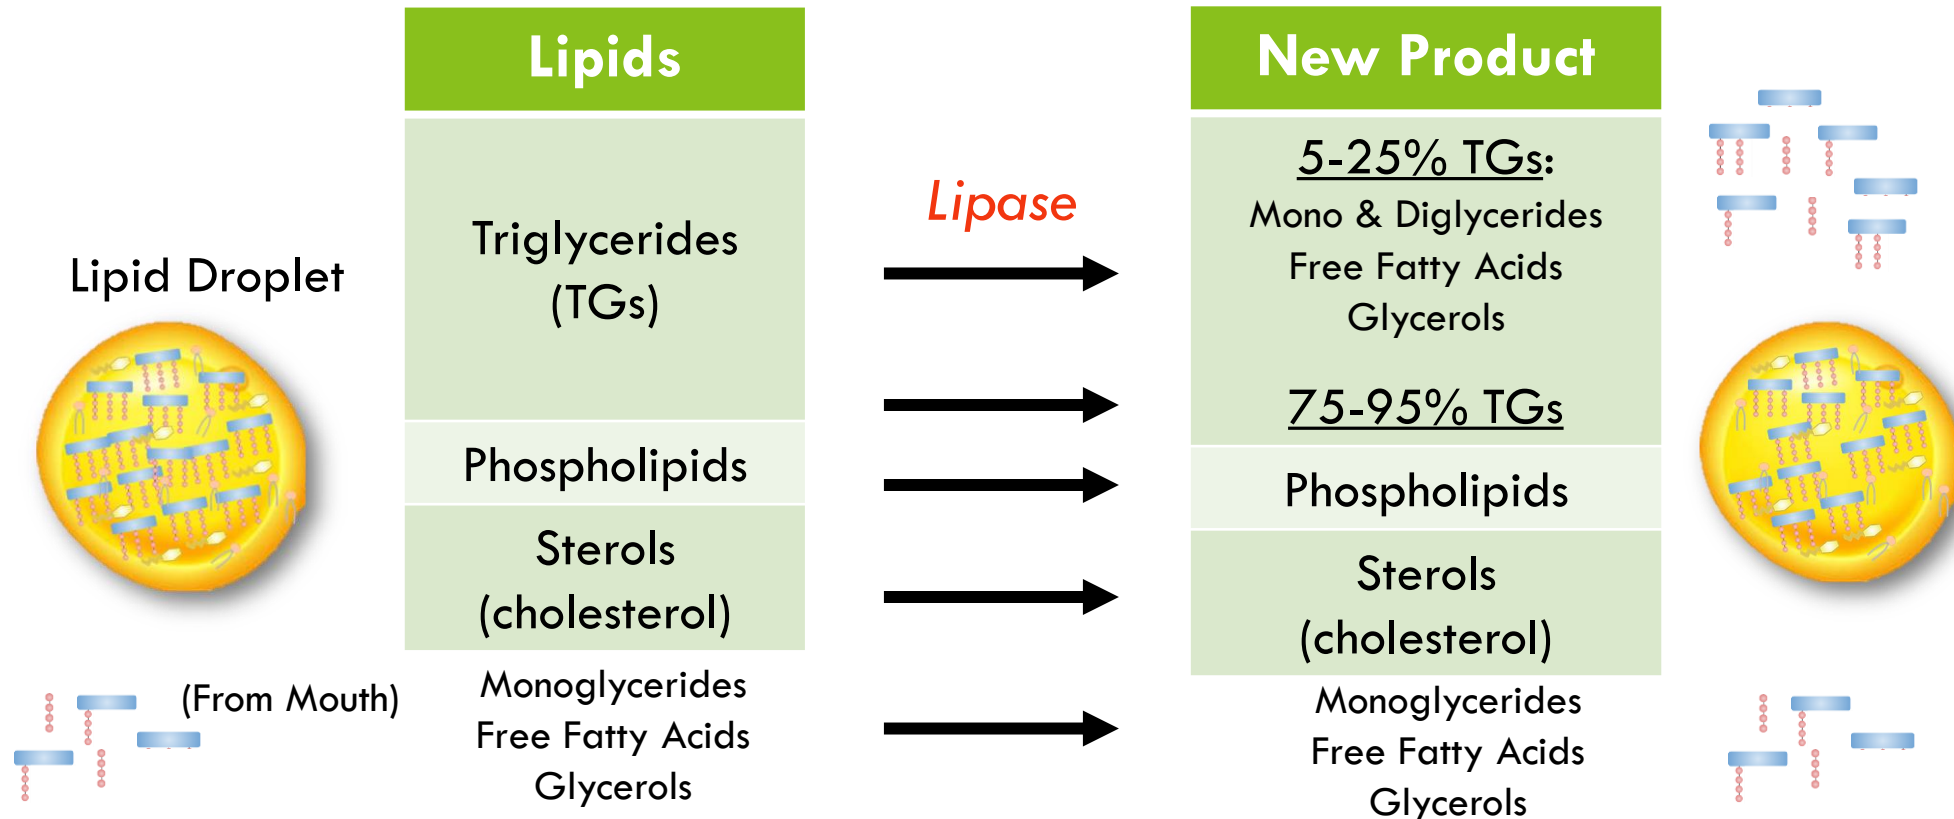 Lipids
New Product
Lipid Droplet
Triglycerides
(TGs)
Lipase
5-25% TGs:
Mono & Diglycerides
Free Fatty Acids
Glycerols
75-95% TGs
Phospholipids
Phospholipids
Sterols
(cholesterol)
Sterols
(cholesterol)
(From Mouth)
Monoglycerides
Free Fatty Acids
Glycerols
Monoglycerides
Free Fatty Acids
Glycerols